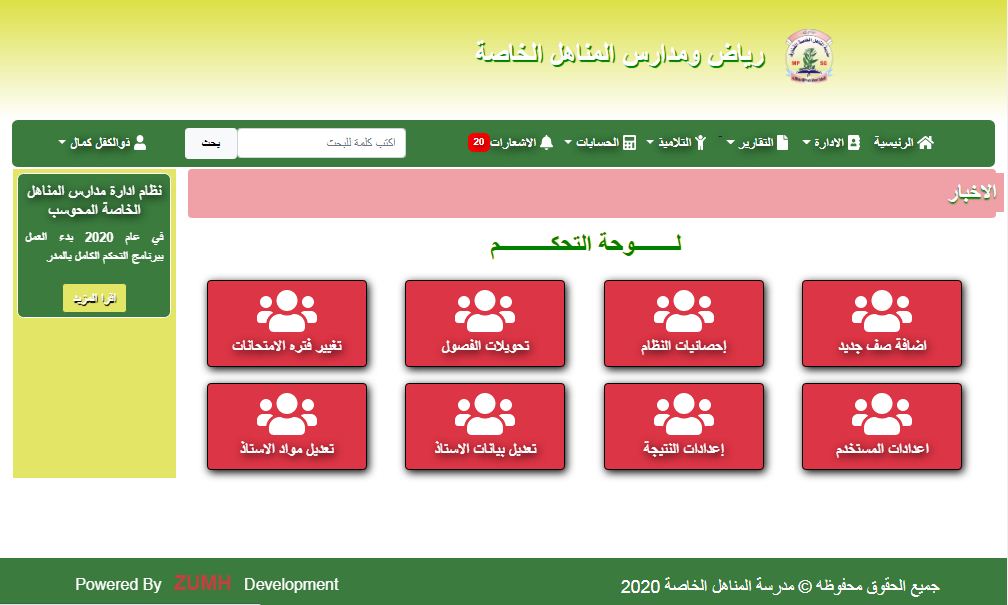 رياض ومدارس المناهل الخاصة
الرئيسية
الادارة
التقارير
التلاميذ
الحسابات
الاشعارات 20
اكتب كلمة للبحث
بحث
ذوالكفل كمال
الاخبار
نظام ادارة مدارس المناهل
الخاصة المحوسب
في عام 2020 بدء العمل
ببرنامج التحكم الكامل بالمدر
اقرا المزيد
لـــــــوحة التحكـــــــــم
اضافة صف جديد
إحصائيات النظام
تحويلات الفصول
تغيير فتره الامتحانات
اعدادات المستخدم
إعدادات النتيجة
تعديل بيانات الاستاذ
تعديل مواد الاستاذ
جميع الحقوق محفوظه © مدرسة المناهل الخاصة 2020
Powered By ZUMH Development